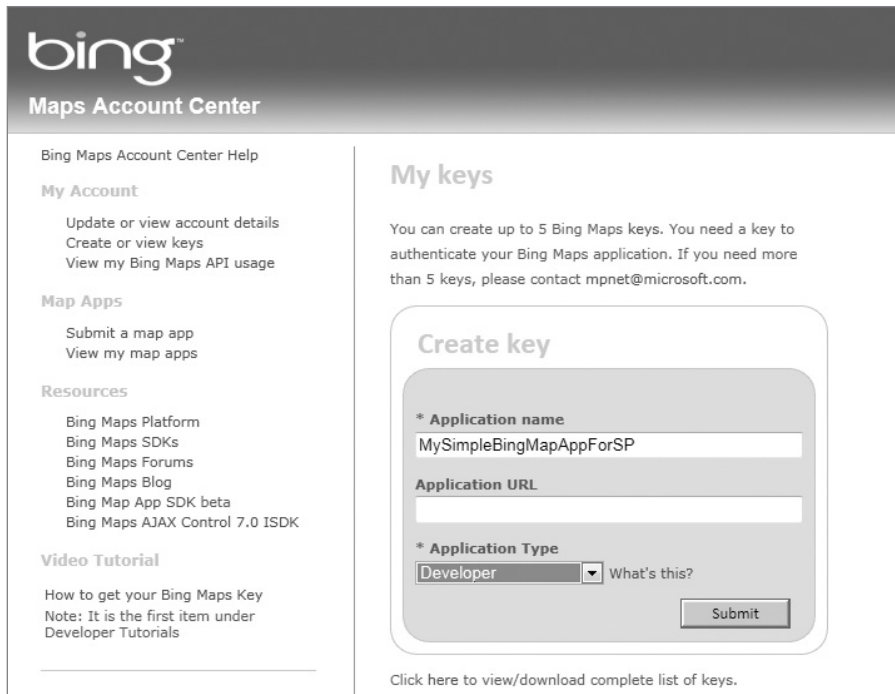 bing™
Maps Account Center
Bing Maps Account Center Help
My Account
Update or view account details
Create or view keys
View my Bing Maps API usage
Map Apps
Submit a map app
View my map apps
Resources
Bing Maps Platform
Bing Maps SDKs
Bing Maps Forums
Bing Maps Blog
Bing Map App SDK beta
Bing Maps AJAX Control 7.0 ISDK
Video Tutorial
How to get your Bing Maps Key
Note: It is the first item under
Developer Tutorials
My keys
You can create up to 5 Bing Maps keys. You need a key to
authenticate your Bing Maps application. If you need more
than 5 keys, please contact mpnet@microsoft.com.
Create key
* Application name
MySimpleBingMapAppForSP
Application URL
* Application Type
Developer What's this?
Submit
Click here to view/download complete list of keys.